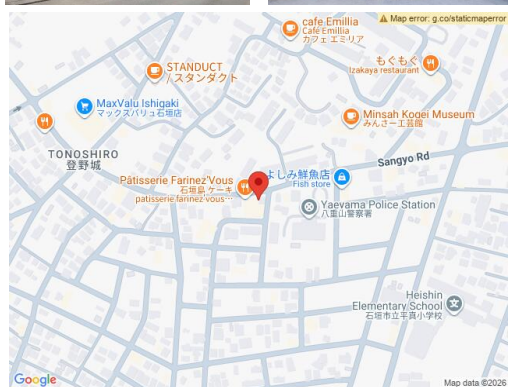 Map error: g.co/staticmaperror
cafe Emillia
Café Emillia
カフェ エミリア
STANDUCT
/ スタンダクト
もぐもぐ
Izakaya restaurant
MaxValu Ishigaki
マックスバリュ石垣店
Minsah Kogei Museum
みんさー工芸館
TONOSHIRO
登野城
Sangyo Rd
Pâtisserie Farinez'Vous
石垣島 ケーキ
patisserie.farinez.vous…
よしみ鮮魚店
Fish store
Yaeyama Police Station
八重山警察署
Heishin
Elementary School
石垣市立平真小学校
Google
Map data ©2026